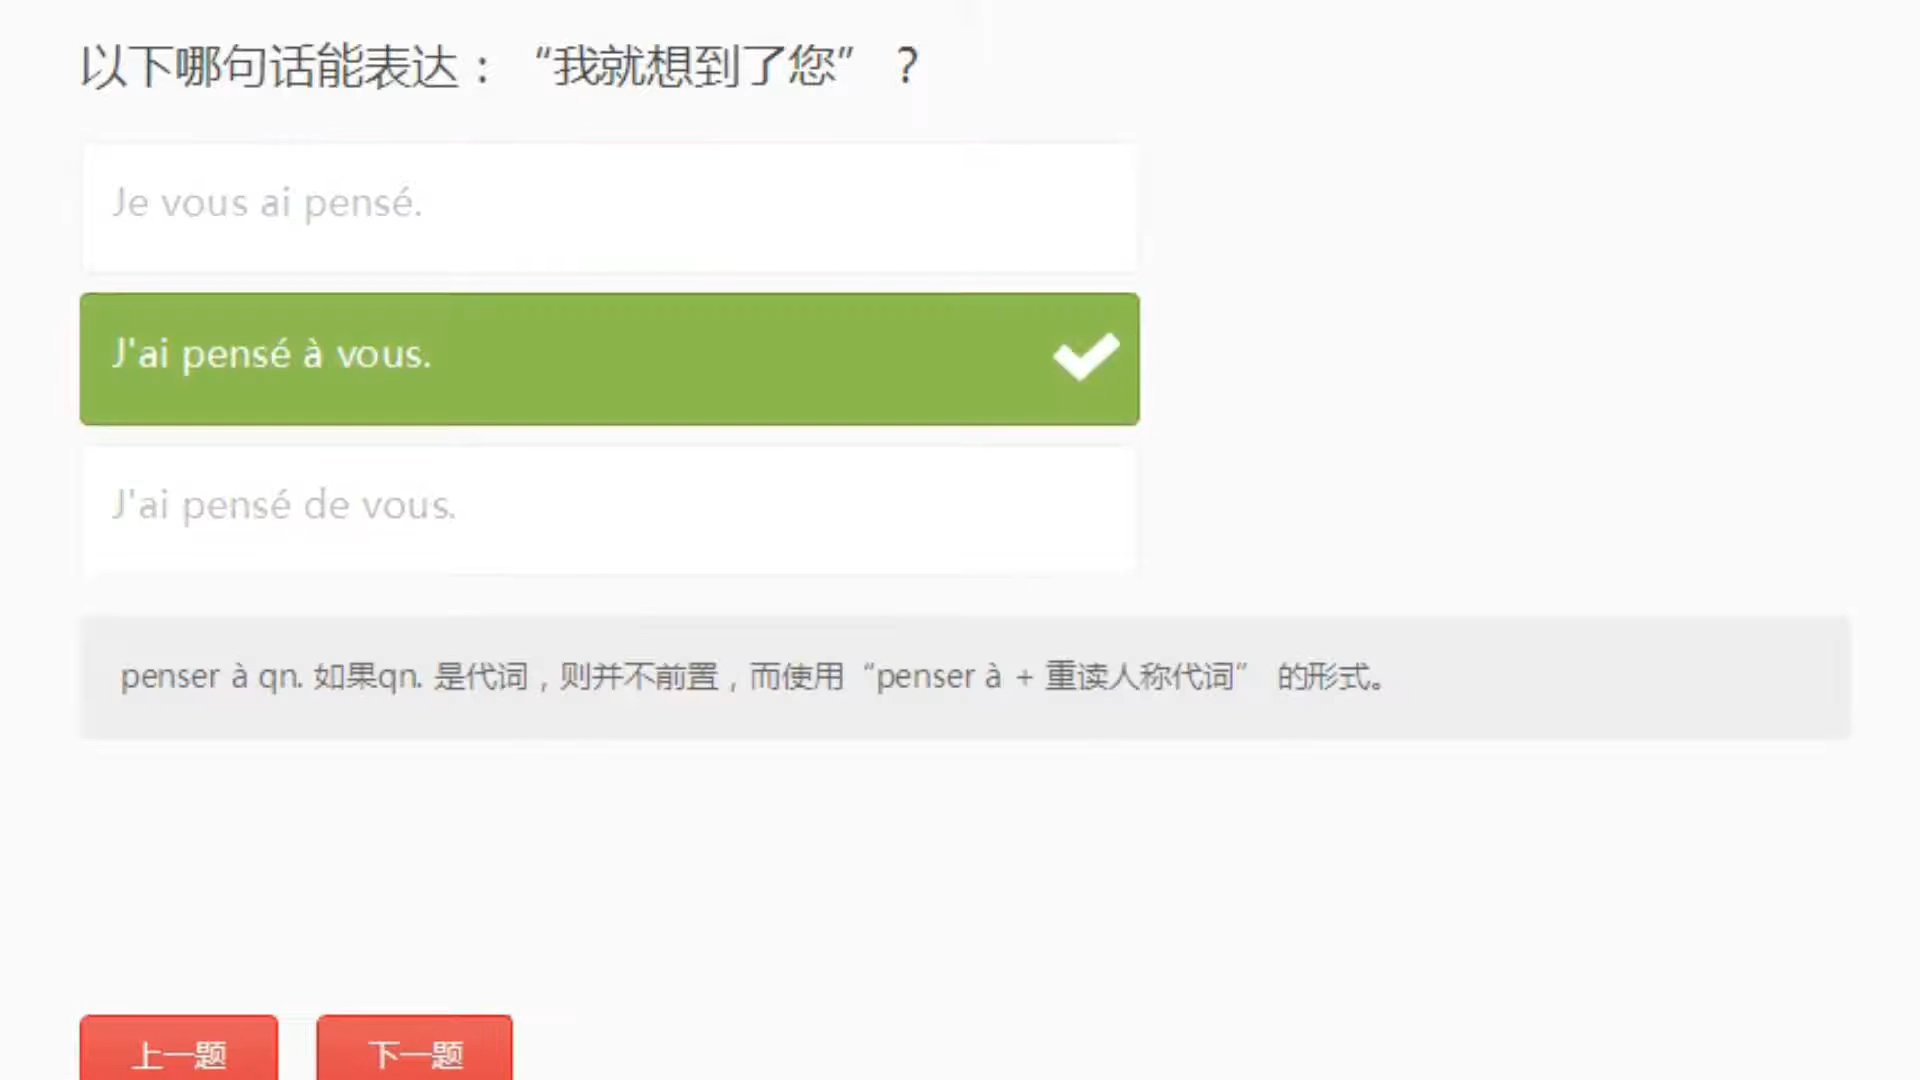 以下哪句话能表达：“我就想到了您”？
Je vous ai pensé.
J'ai pensé à vous.
J'ai pensé de vous.
penser à qn. 如果qn. 是代词，则并不前置，而使用“penser à + 重读人称代词” 的形式。
上一题
下一题